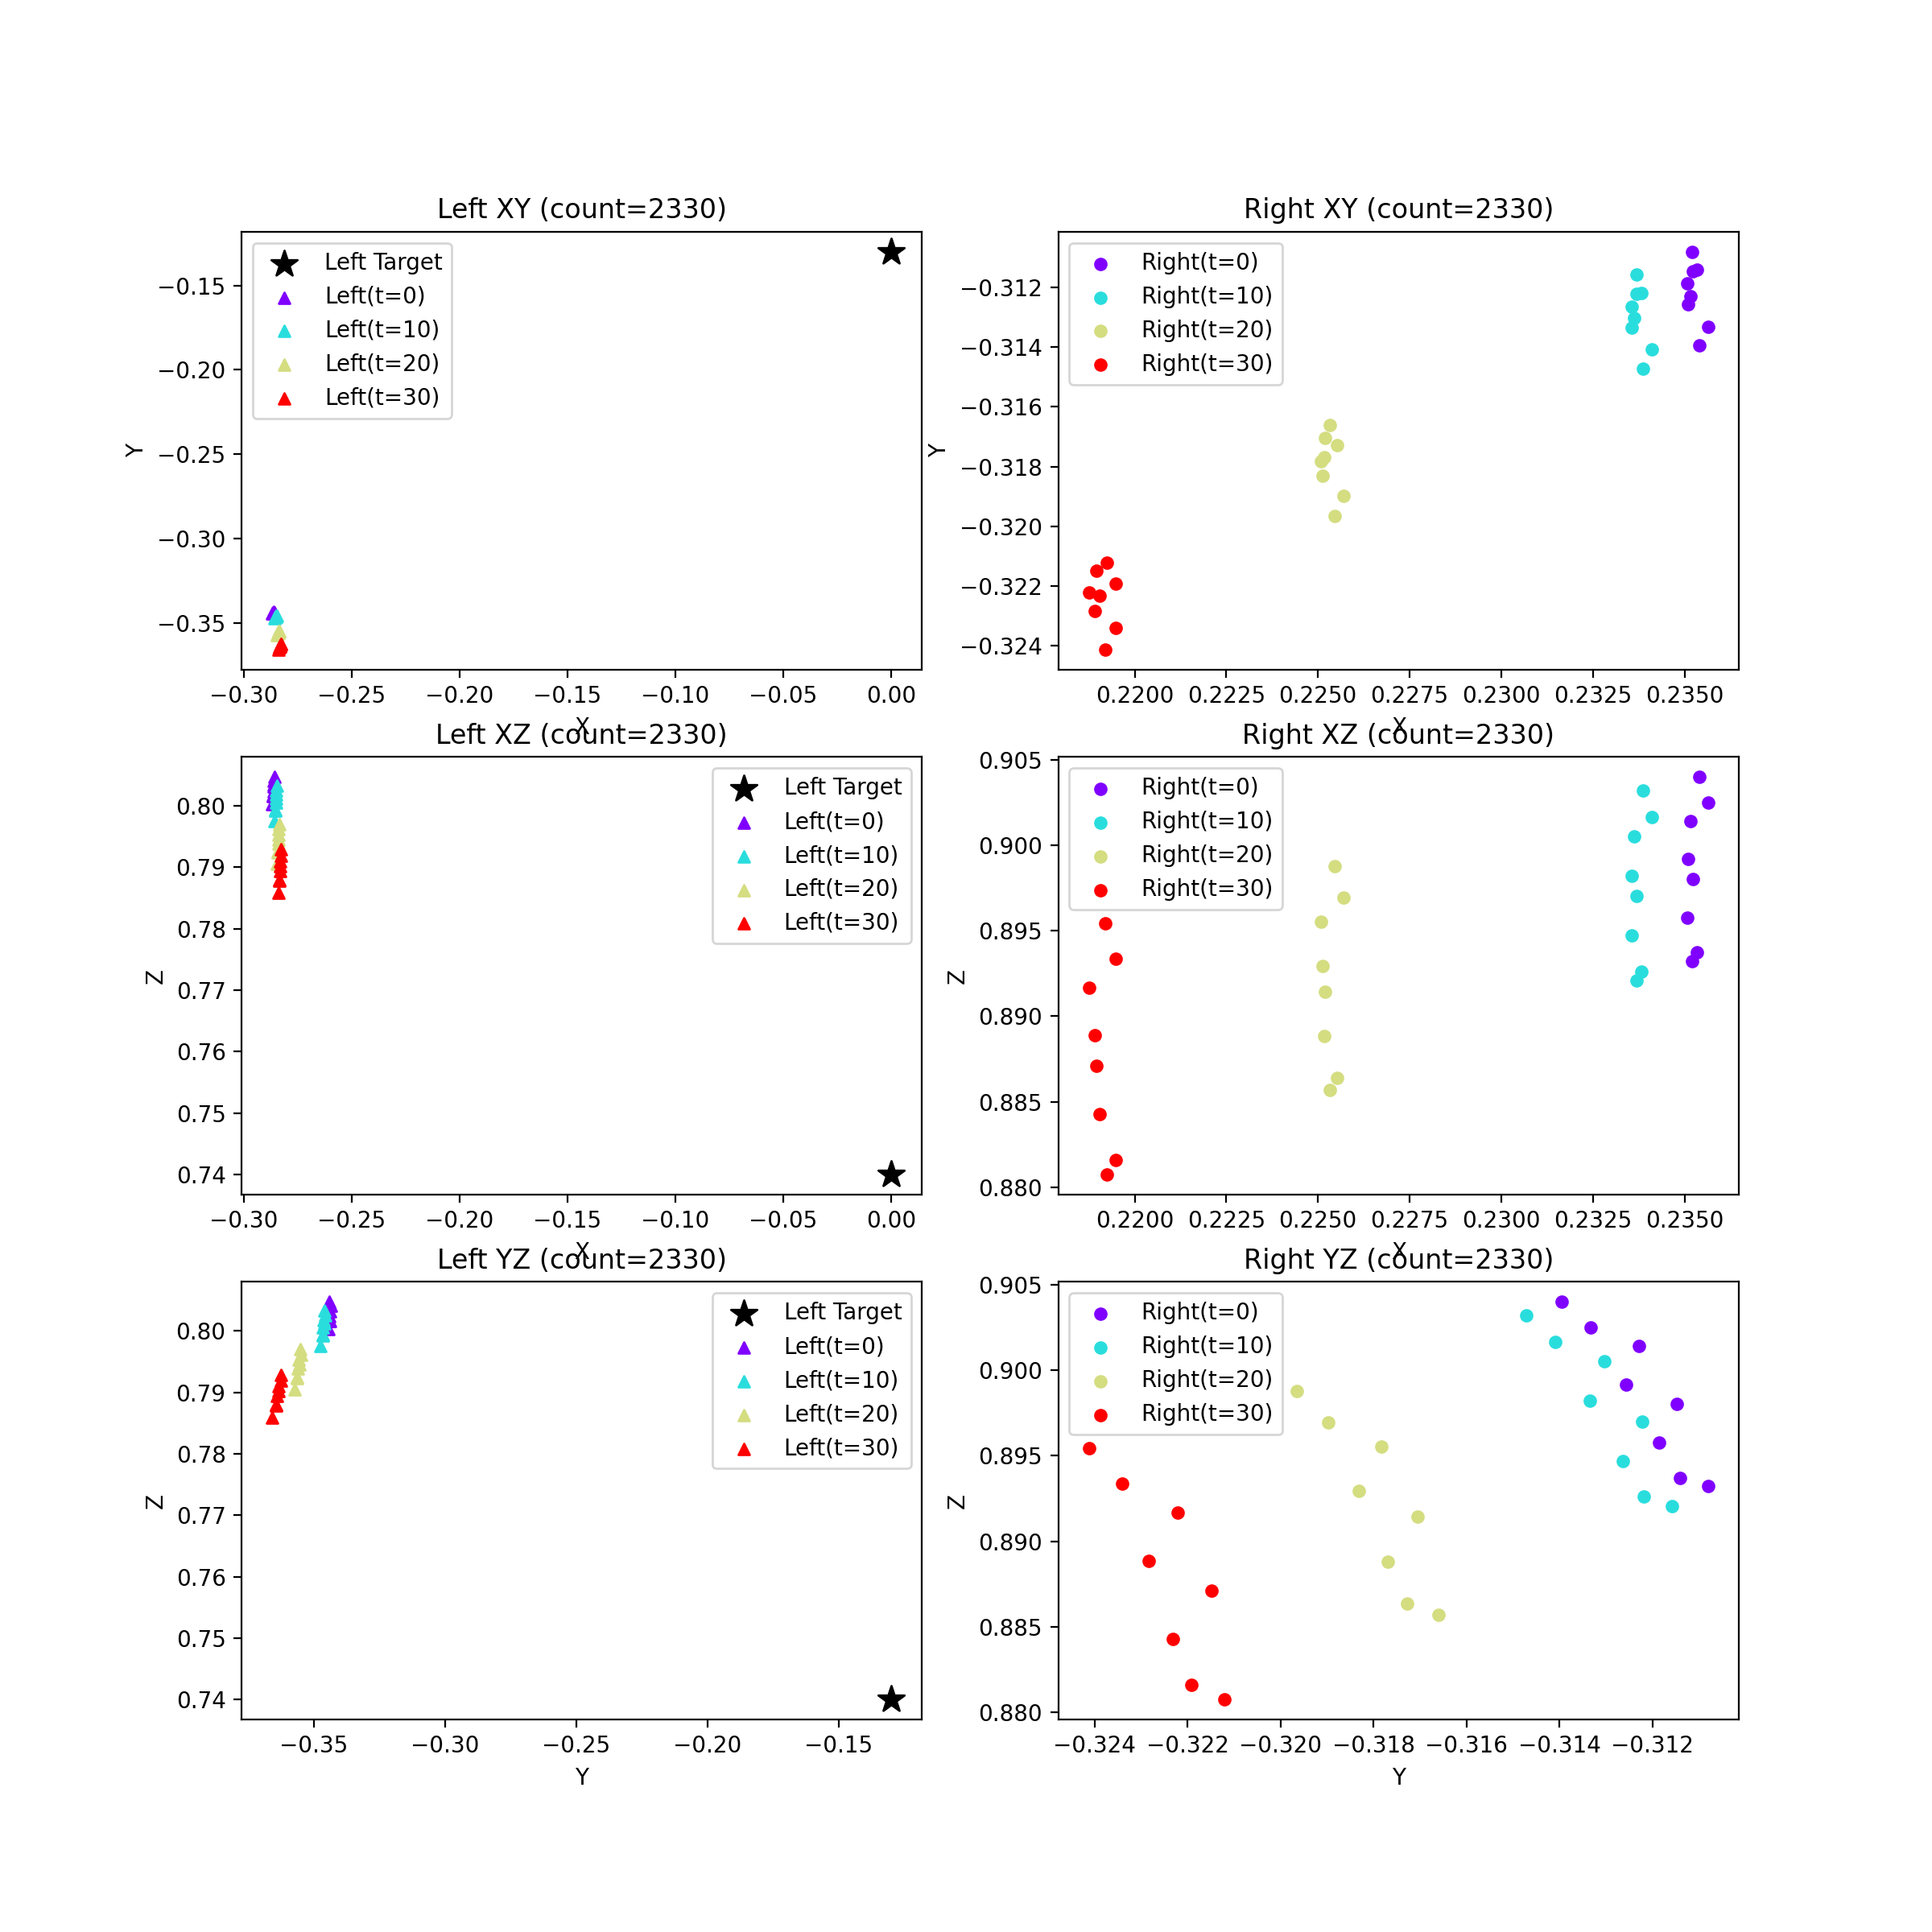 Left XY (count=2330)
Left Target
Left(t=0)
Left(t=10)
Left(t=20)
Left(t=30)
−0.15
−0.20
−0.25
−0.30
−0.35
Y
−0.30 −0.25 −0.20 −0.15 −0.10 −0.05 0.00
X
Right XY (count=2330)
Right(t=0)
Right(t=10)
Right(t=20)
Right(t=30)
−0.312
−0.314
−0.316
−0.318
−0.320
−0.322
−0.324
Y
0.2200 0.2225 0.2250 0.2275 0.2300 0.2325 0.2350
X
Left XZ (count=2330)
Left Target
Left(t=0)
Left(t=10)
Left(t=20)
Left(t=30)
0.80
0.79
0.78
0.77
0.76
0.75
0.74
Z
−0.30 −0.25 −0.20 −0.15 −0.10 −0.05 0.00
X
Right XZ (count=2330)
Right(t=0)
Right(t=10)
Right(t=20)
Right(t=30)
0.905
0.900
0.895
0.890
0.885
0.880
Z
0.2200 0.2225 0.2250 0.2275 0.2300 0.2325 0.2350
X
Left YZ (count=2330)
Left Target
Left(t=0)
Left(t=10)
Left(t=20)
Left(t=30)
0.80
0.79
0.78
0.77
0.76
0.75
0.74
Z
−0.35 −0.30 −0.25 −0.20 −0.15
Y
Right YZ (count=2330)
Right(t=0)
Right(t=10)
Right(t=20)
Right(t=30)
0.905
0.900
0.895
0.890
0.885
0.880
Z
−0.324 −0.322 −0.320 −0.318 −0.316 −0.314 −0.312
Y